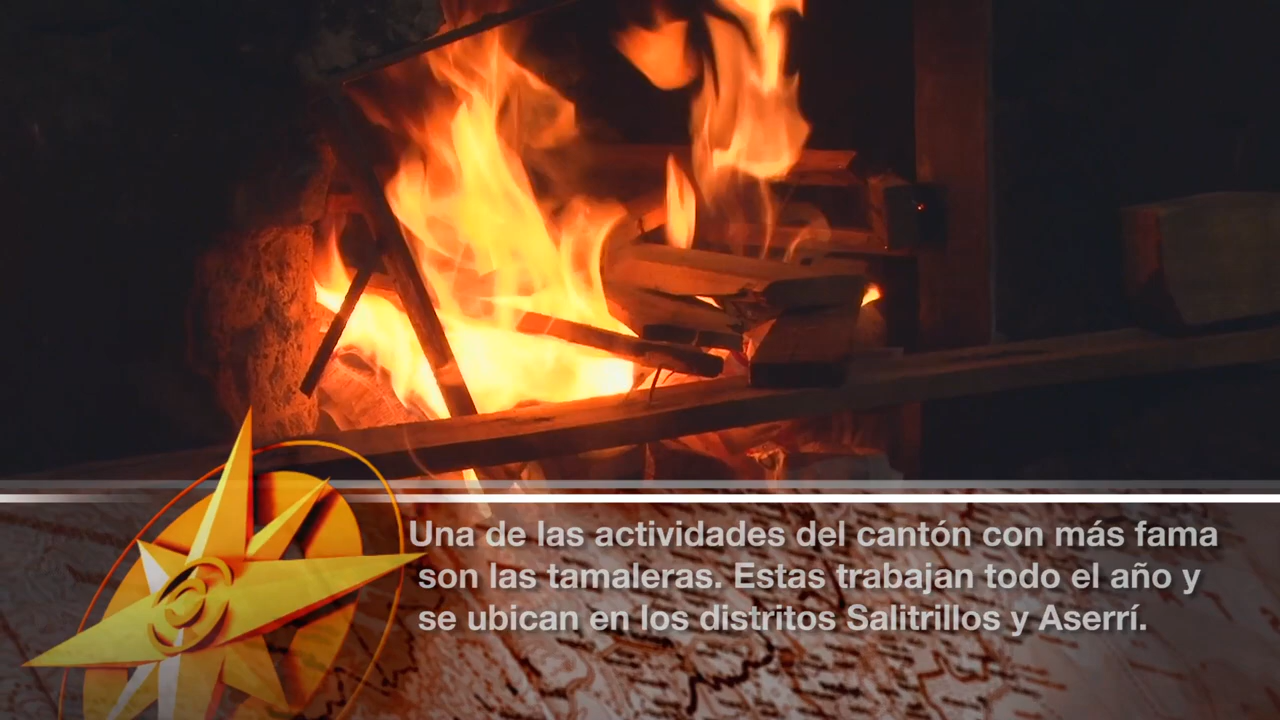 Una de las actividades del cantón con más fama
son las tamaleras. Estas trabajan todo el año y
se ubican en los distritos Salitrillos y Aserrí.